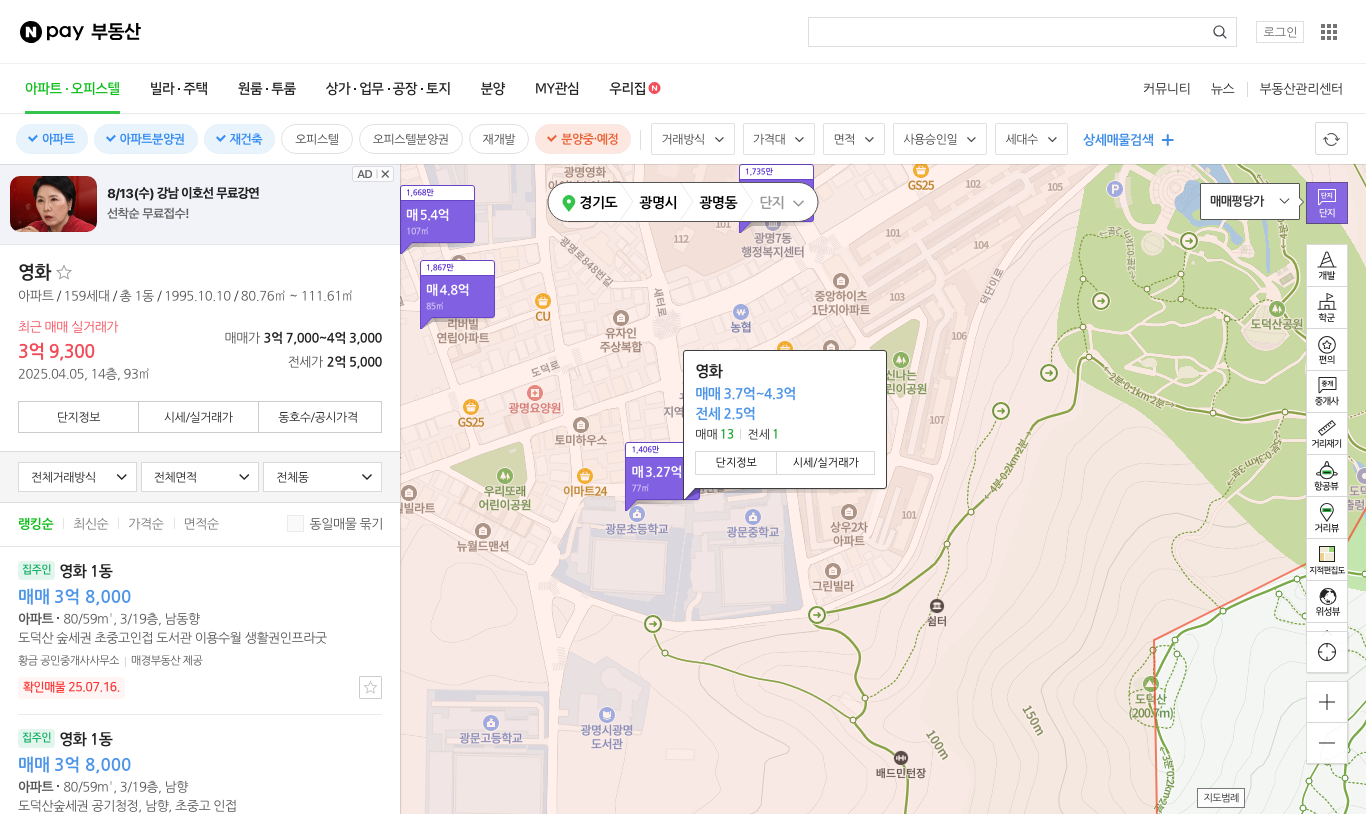 N pay 부동산
로그인
아파트·오피스텔
빌라·주택
원룸·투룸
상가·업무·공장·토지
분양
MY관심
우리집 N
커뮤니티
뉴스
부동산관리센터
아파트
아파트분양권
재건축
오피스텔
오피스텔분양권
재개발
분양중·예정
거래방식
가격대
면적
사용승인일
세대수
상세매물검색
AD
8/13(수) 강남 이호선 무료강연
선착순 무료접수!
영화
아파트 / 159세대 / 총 1동 / 1995.10.10 / 80.76㎡ ~ 111.61㎡
최근 매매 실거래가
3억 9,300
2025.04.05, 14층, 93㎡
매매가 3억 7,000~4억 3,000
전세가 2억 5,000
단지정보
시세/실거래가
동호수/공시가격
전체거래방식
전체면적
전체동
랭킹순
최신순
가격순
면적순
동일매물 묶기
집주인 영화 1동
매매 3억 8,000
아파트 · 80/59㎡, 3/19층, 남동향
도덕산 숲세권 초중고인접 도서관 이용수월 생활권인프라굿
황금 공인중개사사무소 | 매경부동산 제공
확인매물 25.07.16.
집주인 영화 1동
매매 3억 8,000
아파트 · 80/59㎡, 3/19층, 남향
도덕산숲세권 공기청정, 남향, 초중고 인접
경기도
광명시
광명동
단지
1,668만
매 5.4억
107㎡
1,735만
1,867만
매 4.8억
85㎡
1,406만
매 3.27억
77㎡
영화
매매 3.7억~4.3억
전세 2.5억
매매 13 | 전세 1
단지정보
시세/실거래가
광명영화
GS25
102
105
P
101
112
101
104
광명7동
행정복지센터
광명로848번길
새터로
덕안이로
중앙하이츠
1단지아파트
103
106
107
101
CU
유자인
주상복합
농협
리버빌
연립아파트
도덕로
광명요양원
GS25
토미하우스
지역
신나는
어린이공원
우리또래
어린이공원
이마트24
빌라트
뉴월드맨션
광문초등학교
광문중학교
상우2차
아파트
그린빌라
쉼터
도덕산공원
도덕산
(200.7m)
광문고등학교
광명시광명
도서관
배드민턴장
100m
150m
←4분·0.2km2분→
←2분·0.1km2분→
매매평당가
단지
단지
개발
학군
편의
중개
중개사
거리재기
항공뷰
거리뷰
지적편집도
위성뷰
지도범례